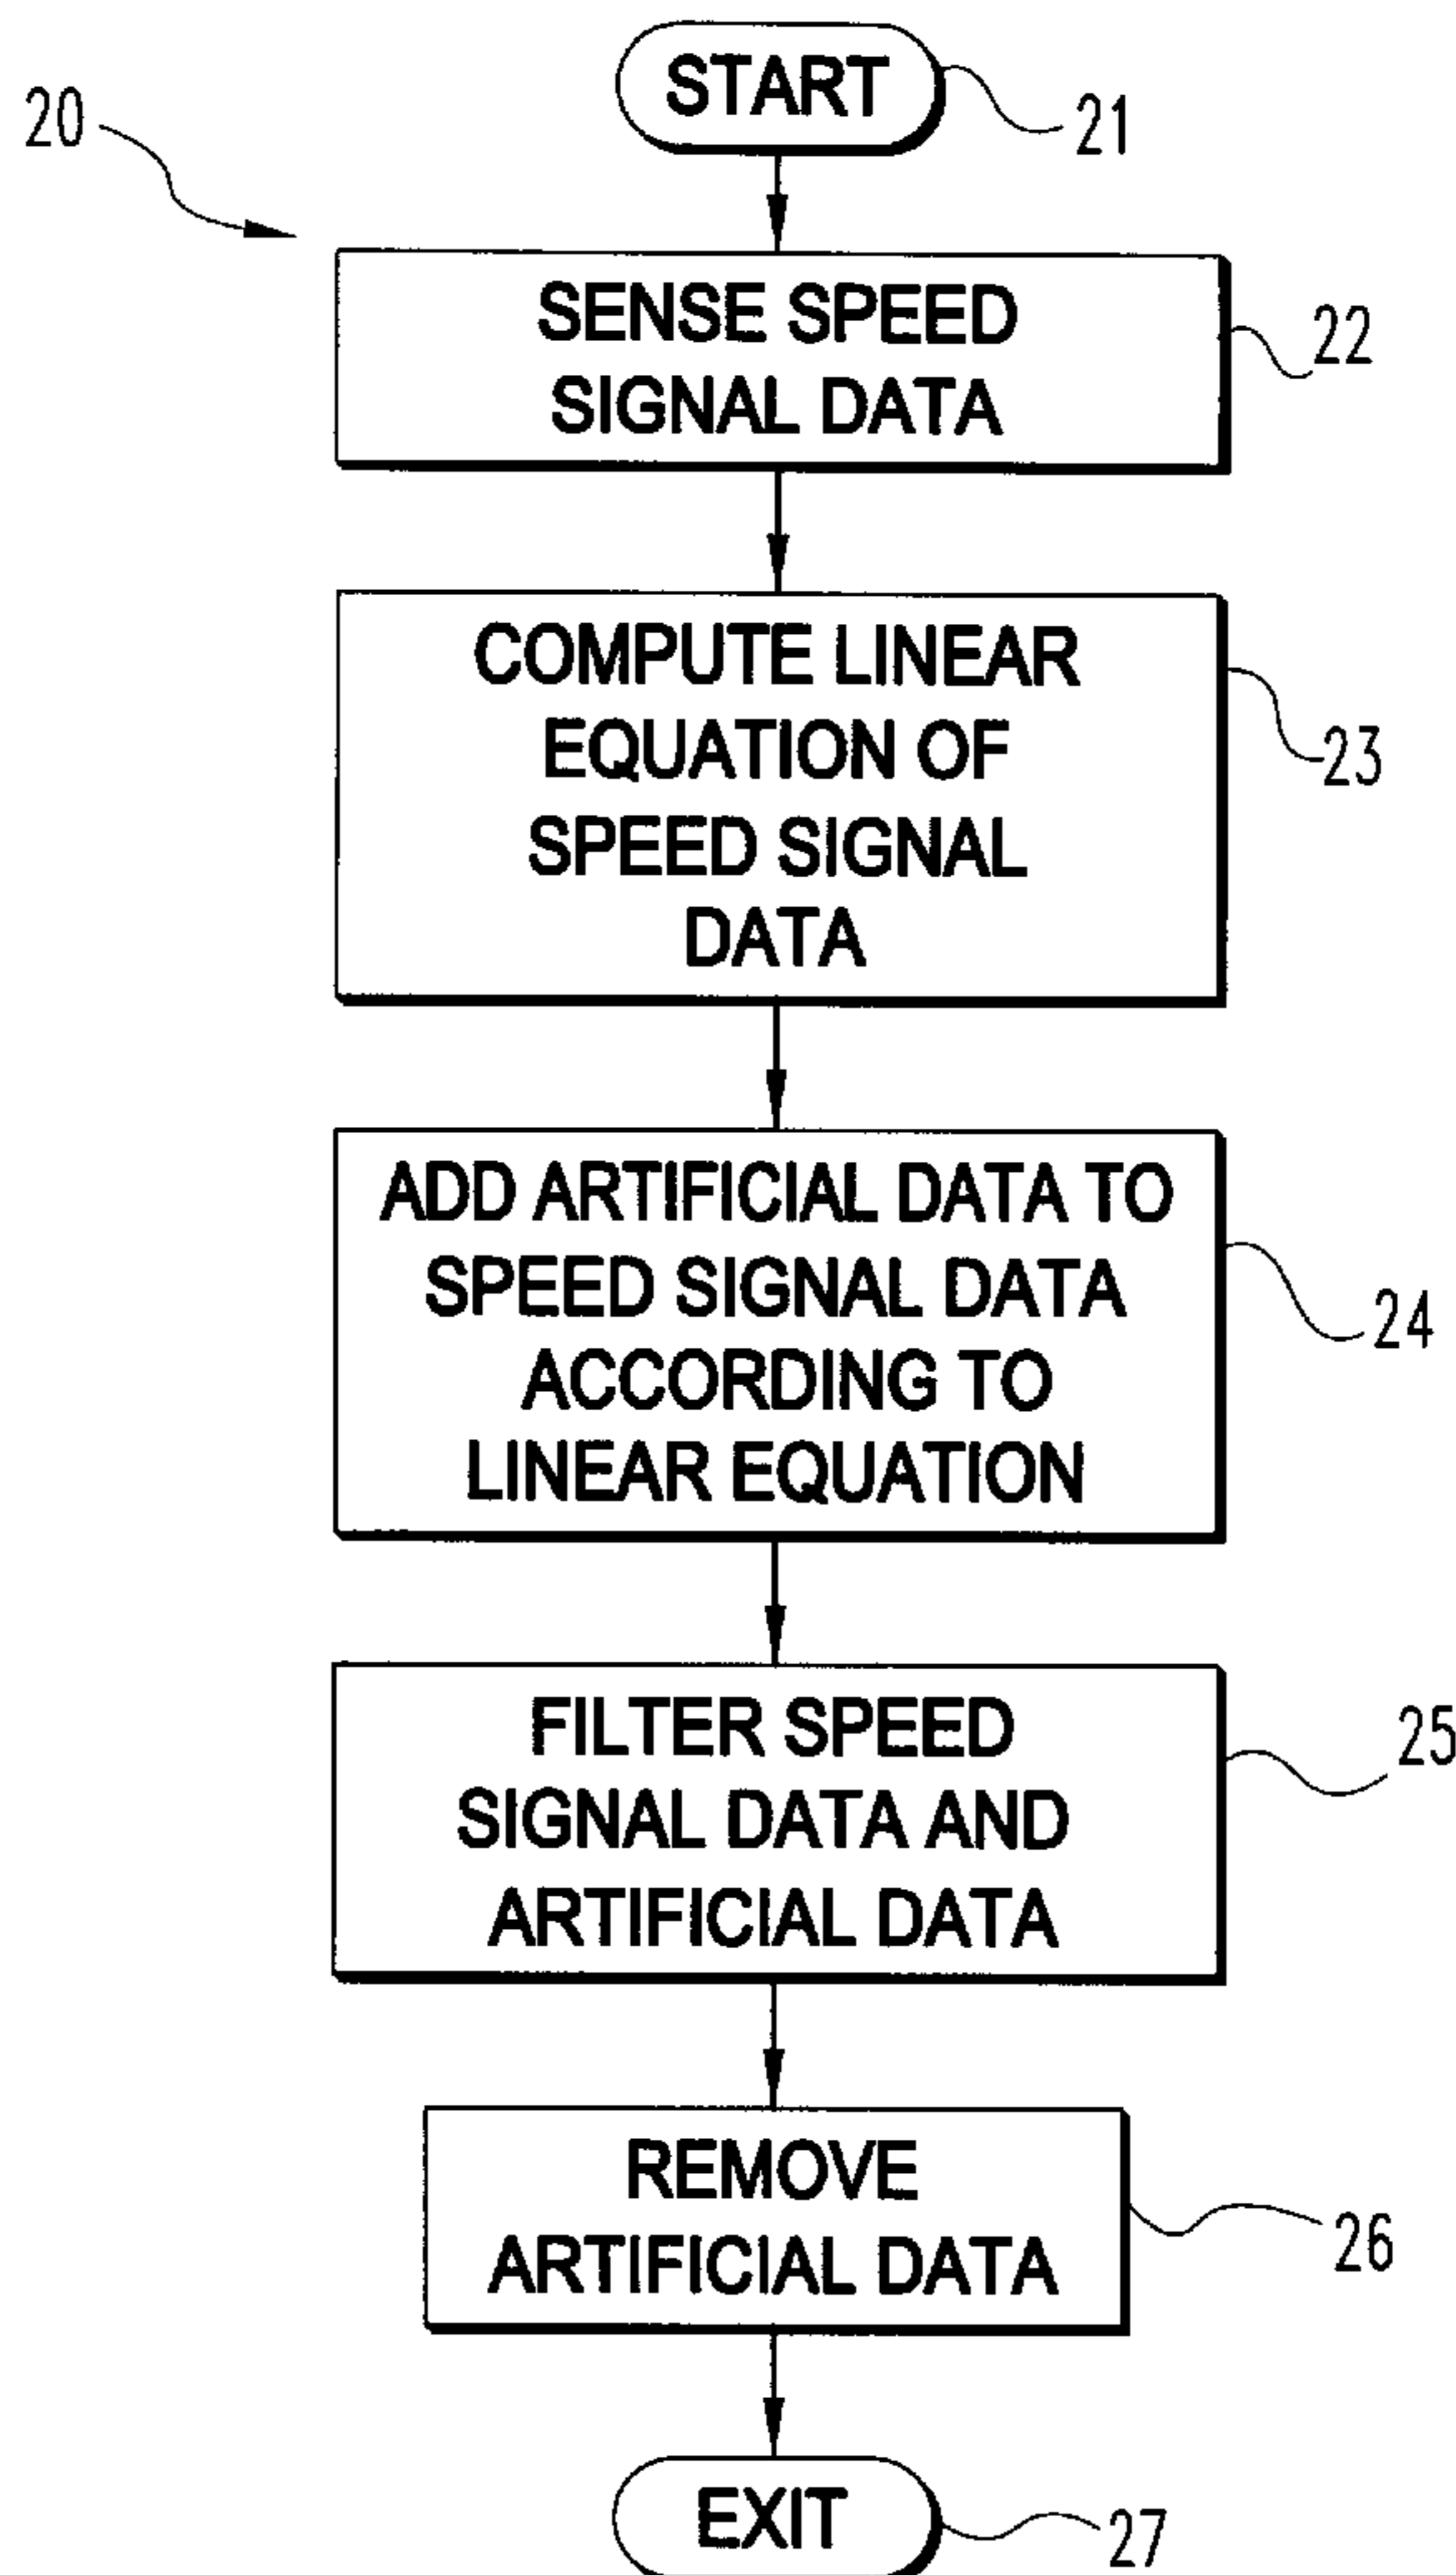 START
21
20
SENSE SPEED
SIGNAL DATA
22
COMPUTE LINEAR
EQUATION OF
SPEED SIGNAL
DATA
23
ADD ARTIFICIAL DATA TO
SPEED SIGNAL DATA
ACCORDING TO
LINEAR EQUATION
24
FILTER SPEED
SIGNAL DATA AND
ARTIFICIAL DATA
25
REMOVE
ARTIFICIAL DATA
26
EXIT
27